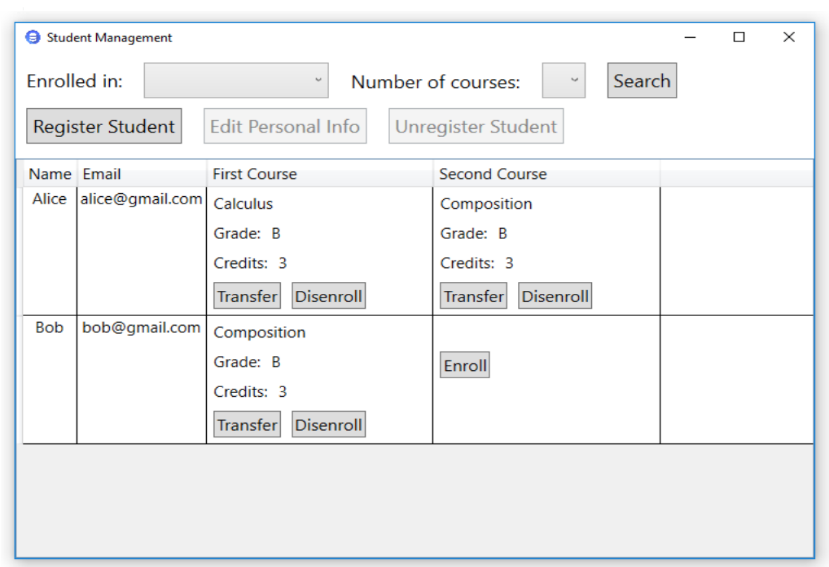 Student Management
Enrolled in: Number of courses: Search
Register Student Edit Personal Info Unregister Student
Name Email First Course Second Course
Alice alice@gmail.com Calculus Composition
Grade: B Grade: B
Credits: 3 Credits: 3
Transfer Disenroll Transfer Disenroll
Bob bob@gmail.com Composition
Grade: B Enroll
Credits: 3
Transfer Disenroll